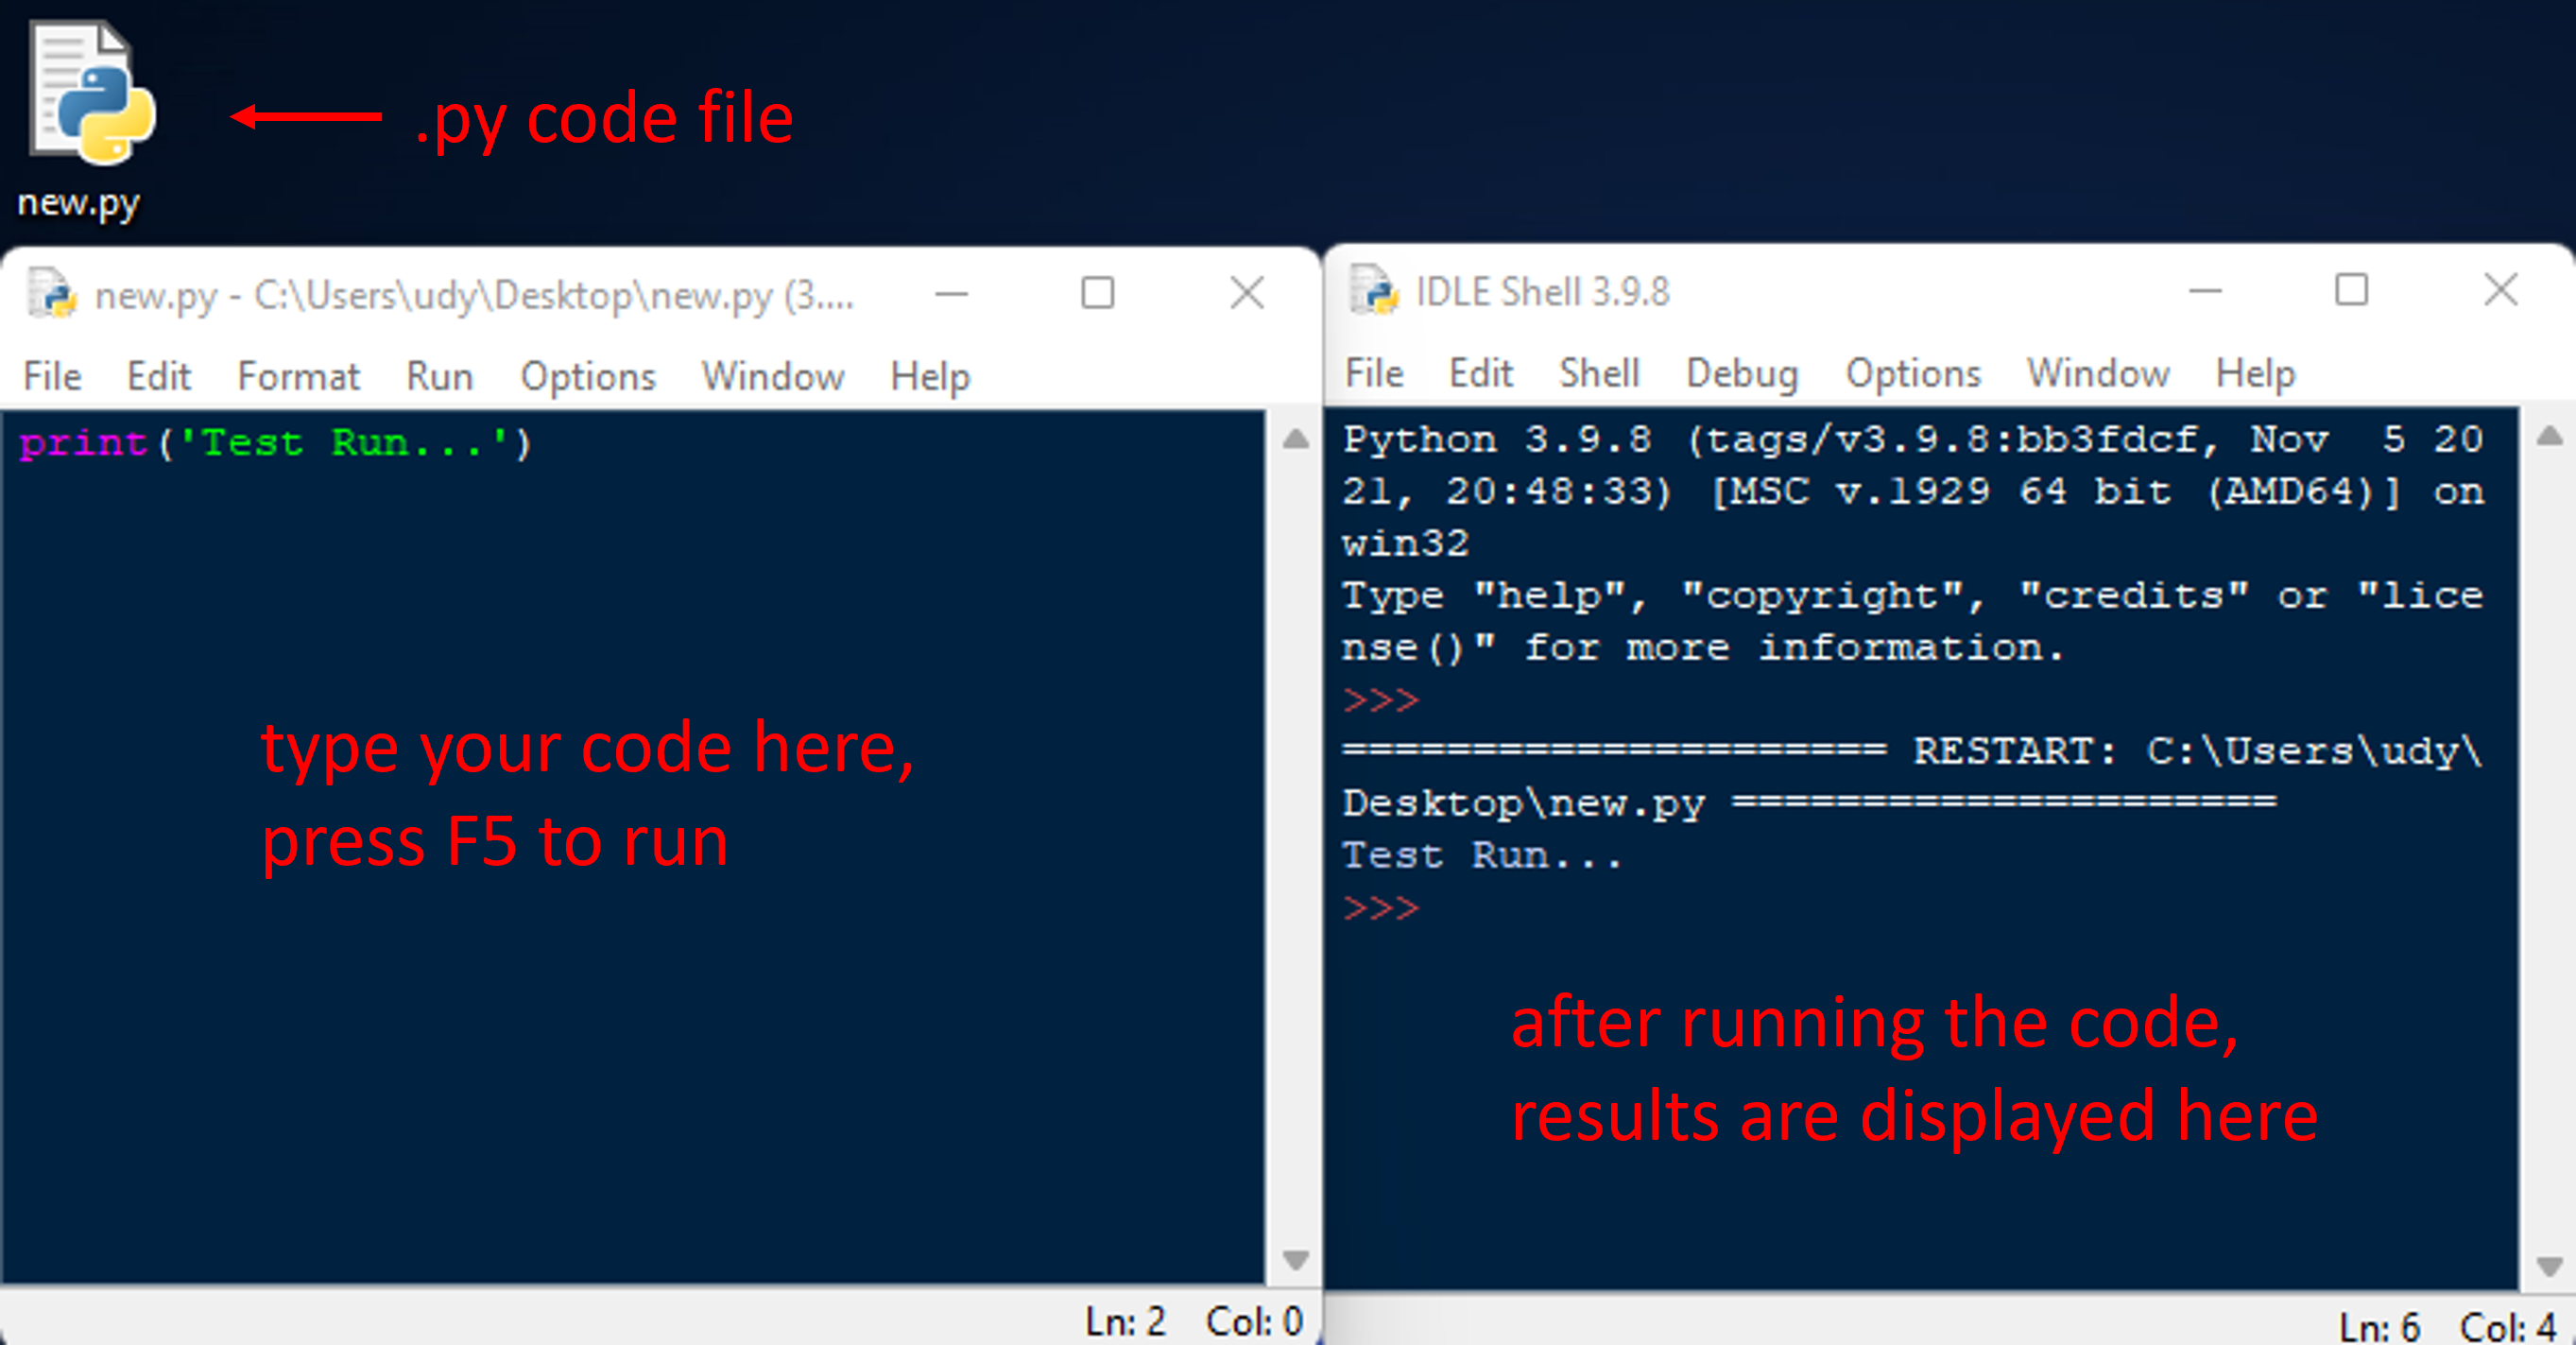 .py code file
new.py
new.py - C:\Users\udy\Desktop\new.py (3....
File Edit Format Run Options Window Help
print('Test Run...')
type your code here,
press F5 to run
Ln: 2 Col: 0
IDLE Shell 3.9.8
File Edit Shell Debug Options Window Help
Python 3.9.8 (tags/v3.9.8:bb3fdcf, Nov  5 20
21, 20:48:33) [MSC v.1929 64 bit (AMD64)] on
win32
Type "help", "copyright", "credits" or "lice
nse()" for more information.
>>>
===================== RESTART: C:\Users\udy\
Desktop\new.py =====================
Test Run...
>>>
after running the code,
results are displayed here
Ln: 6 Col: 4